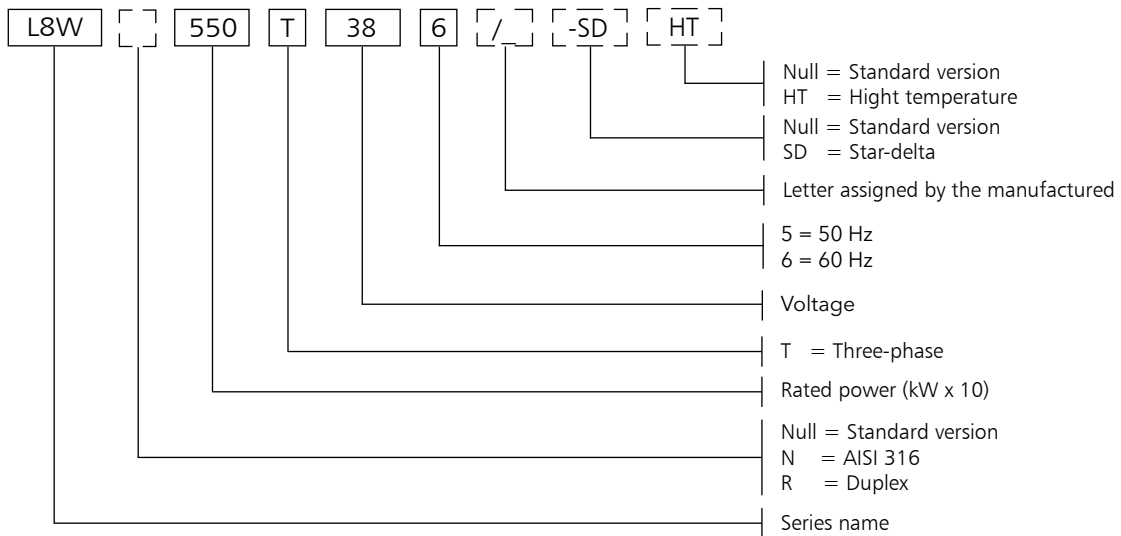 L8W 550 T 38 6 /_ -SD HT
Null = Standard version
HT = Hight temperature
Null = Standard version
SD = Star-delta
Letter assigned by the manufactured
5 = 50 Hz
6 = 60 Hz
Voltage
T = Three-phase
Rated power (kW x 10)
Null = Standard version
N = AISI 316
R = Duplex
Series name